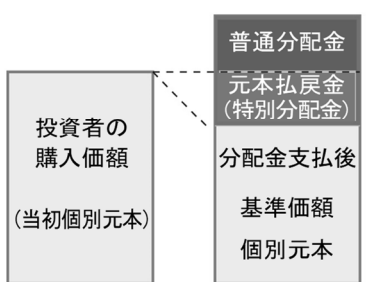 投資者の
購入価額
(当初個別元本)
普通分配金
元本払戻金
(特別分配金)
分配金支払後
基準価額
個別元本